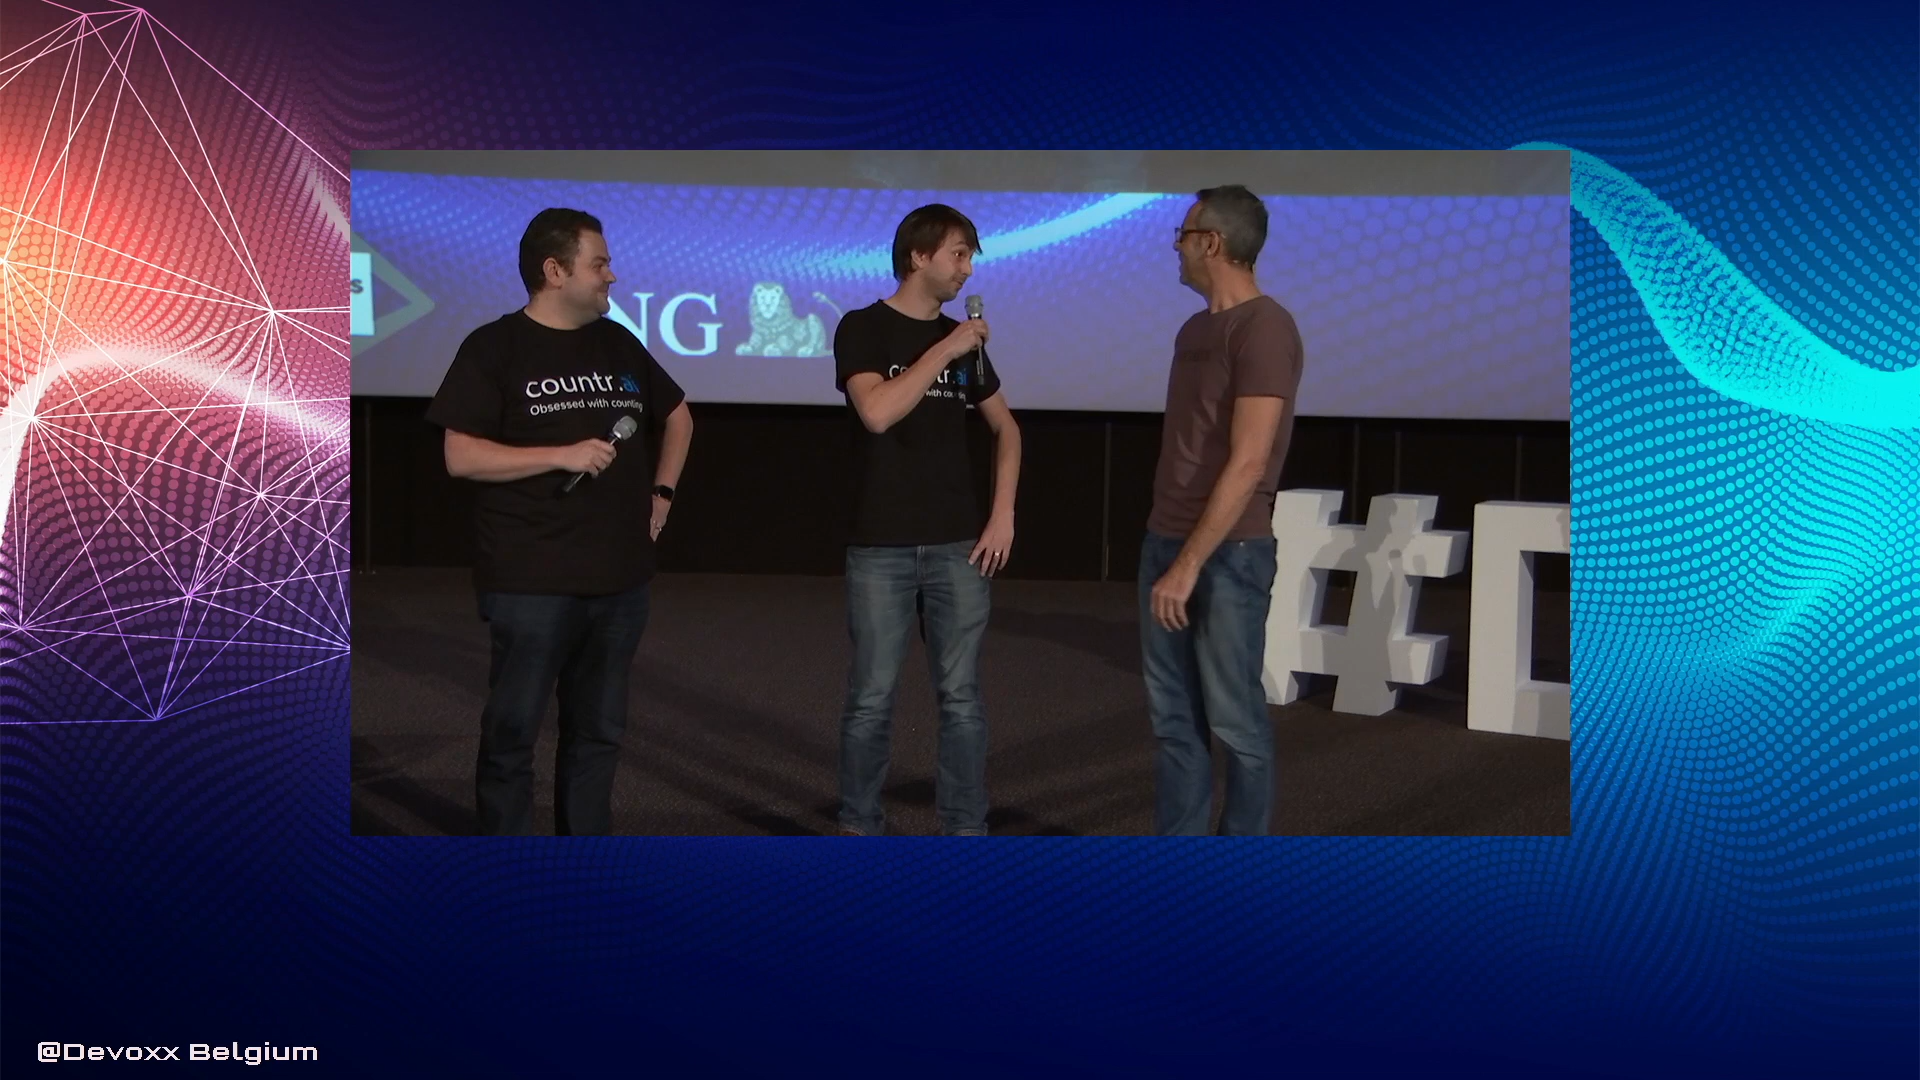 s
NG
countr.ai
Obsessed with counting
#
@Devoxx Belgium